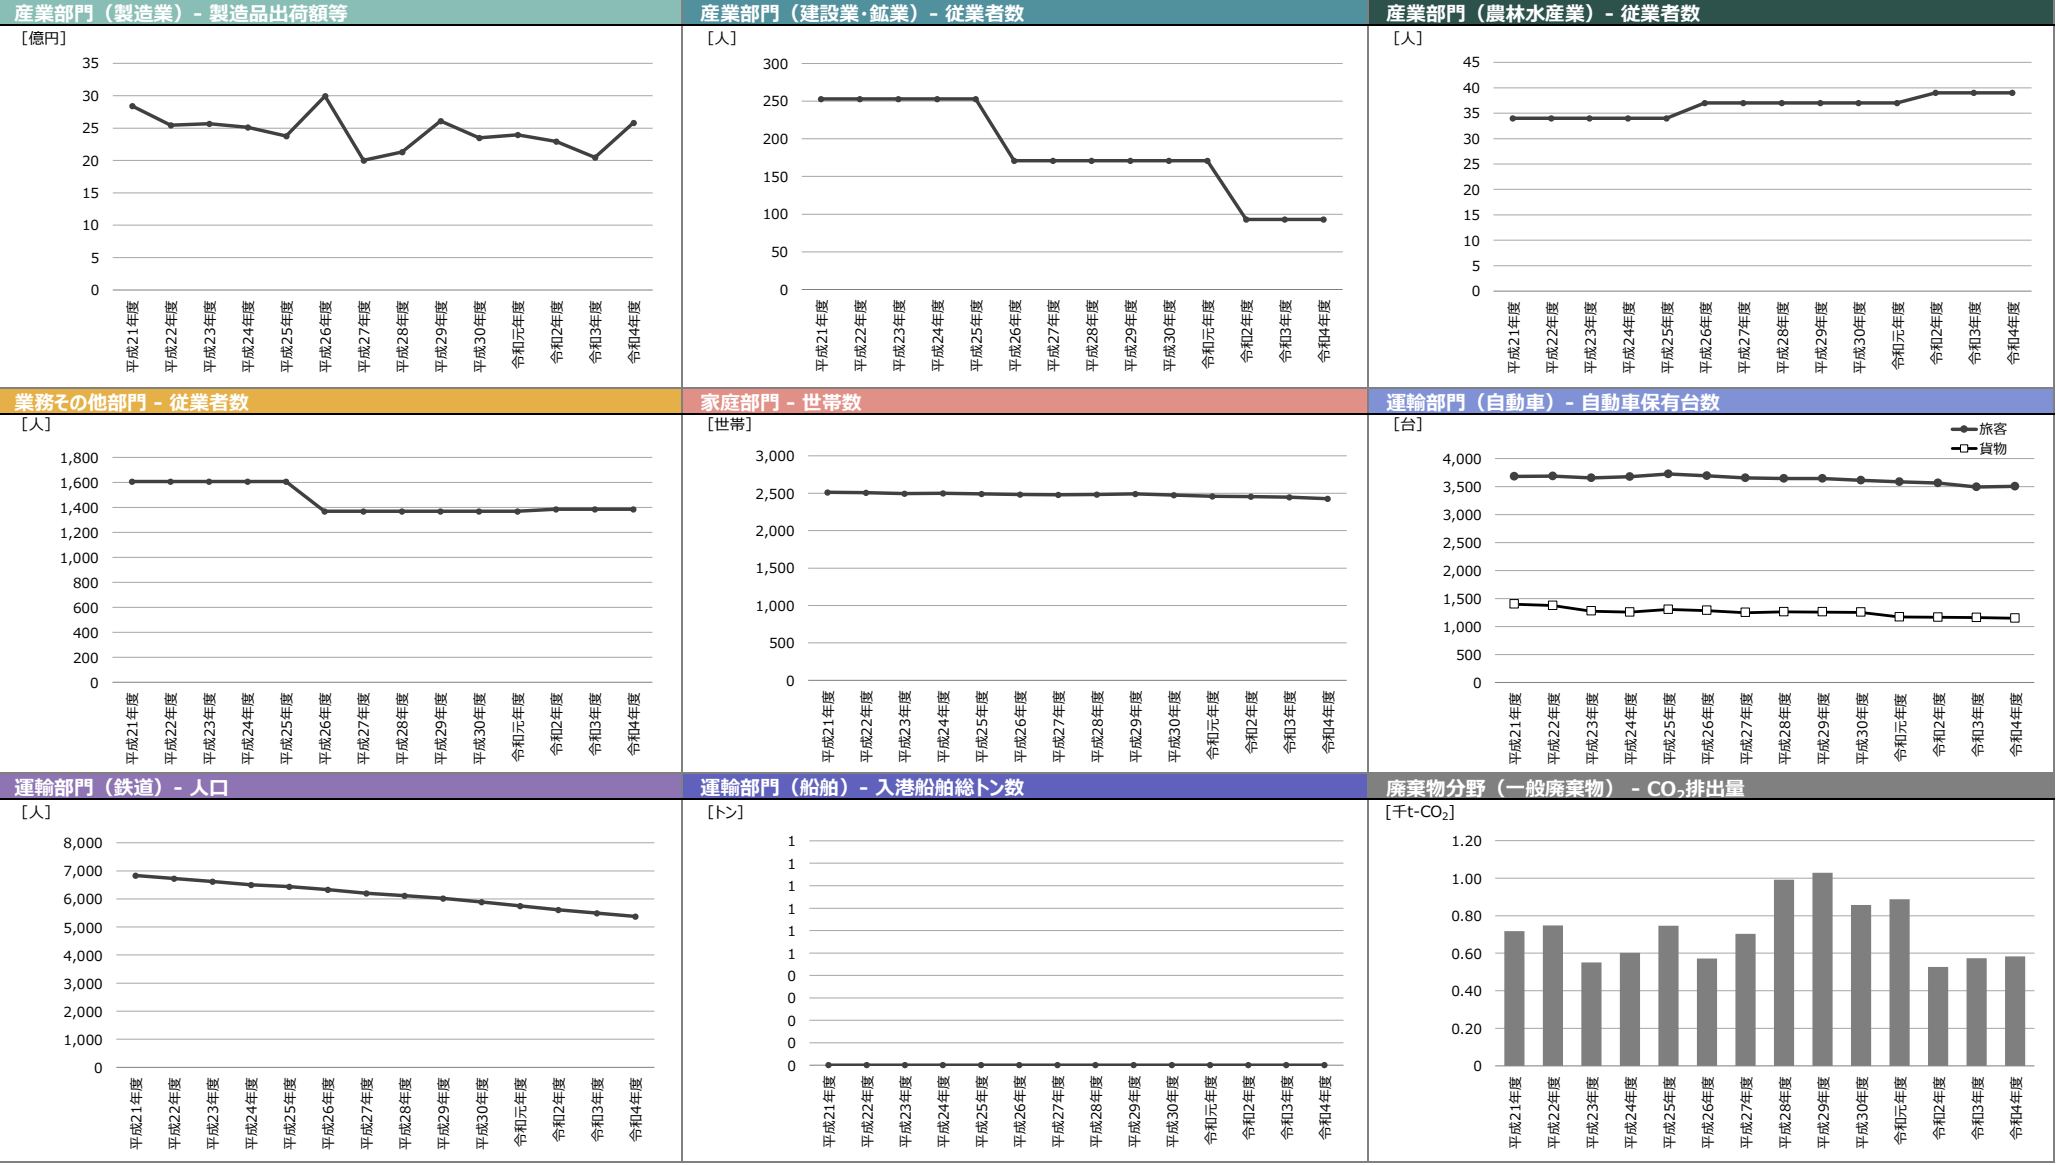 産業部門（製造業）- 製造品出荷額等
[億円]
35
30
25
20
15
10
5
0
平成21年度
平成22年度
平成23年度
平成24年度
平成25年度
平成26年度
平成27年度
平成28年度
平成29年度
平成30年度
令和元年度
令和2年度
令和3年度
令和4年度
産業部門（建設業･鉱業）- 従業者数
[人]
300
250
200
150
100
50
0
平成21年度
平成22年度
平成23年度
平成24年度
平成25年度
平成26年度
平成27年度
平成28年度
平成29年度
平成30年度
令和元年度
令和2年度
令和3年度
令和4年度
産業部門（農林水産業）- 従業者数
[人]
45
40
35
30
25
20
15
10
5
0
平成21年度
平成22年度
平成23年度
平成24年度
平成25年度
平成26年度
平成27年度
平成28年度
平成29年度
平成30年度
令和元年度
令和2年度
令和3年度
令和4年度
業務その他部門 - 従業者数
[人]
1,800
1,600
1,400
1,200
1,000
800
600
400
200
0
平成21年度
平成22年度
平成23年度
平成24年度
平成25年度
平成26年度
平成27年度
平成28年度
平成29年度
平成30年度
令和元年度
令和2年度
令和3年度
令和4年度
家庭部門 - 世帯数
[世帯]
3,000
2,500
2,000
1,500
1,000
500
0
平成21年度
平成22年度
平成23年度
平成24年度
平成25年度
平成26年度
平成27年度
平成28年度
平成29年度
平成30年度
令和元年度
令和2年度
令和3年度
令和4年度
運輸部門（自動車）- 自動車保有台数
[台]
旅客
貨物
4,000
3,500
3,000
2,500
2,000
1,500
1,000
500
0
平成21年度
平成22年度
平成23年度
平成24年度
平成25年度
平成26年度
平成27年度
平成28年度
平成29年度
平成30年度
令和元年度
令和2年度
令和3年度
令和4年度
運輸部門（鉄道）- 人口
[人]
8,000
7,000
6,000
5,000
4,000
3,000
2,000
1,000
0
平成21年度
平成22年度
平成23年度
平成24年度
平成25年度
平成26年度
平成27年度
平成28年度
平成29年度
平成30年度
令和元年度
令和2年度
令和3年度
令和4年度
運輸部門（船舶）- 入港船舶総トン数
[トン]
1
1
1
1
1
1
0
0
0
0
0
平成21年度
平成22年度
平成23年度
平成24年度
平成25年度
平成26年度
平成27年度
平成28年度
平成29年度
平成30年度
令和元年度
令和2年度
令和3年度
令和4年度
廃棄物分野（一般廃棄物） - CO₂排出量
[千t-CO₂]
1.20
1.00
0.80
0.60
0.40
0.20
0
平成21年度
平成22年度
平成23年度
平成24年度
平成25年度
平成26年度
平成27年度
平成28年度
平成29年度
平成30年度
令和元年度
令和2年度
令和3年度
令和4年度